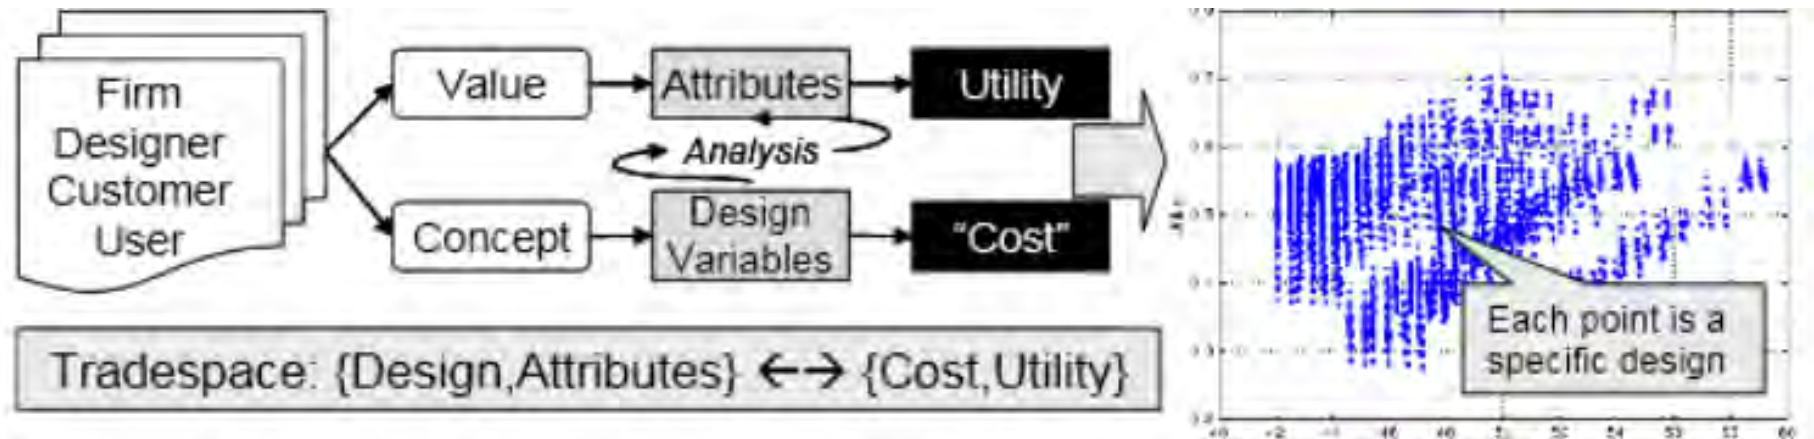 Firm
Designer
Customer
User
Value
Attributes
Utility
Analysis
Concept
Design
Variables
“Cost”
Tradespace: {Design,Attributes} ←→ {Cost,Utility}
Each point is a
specific design